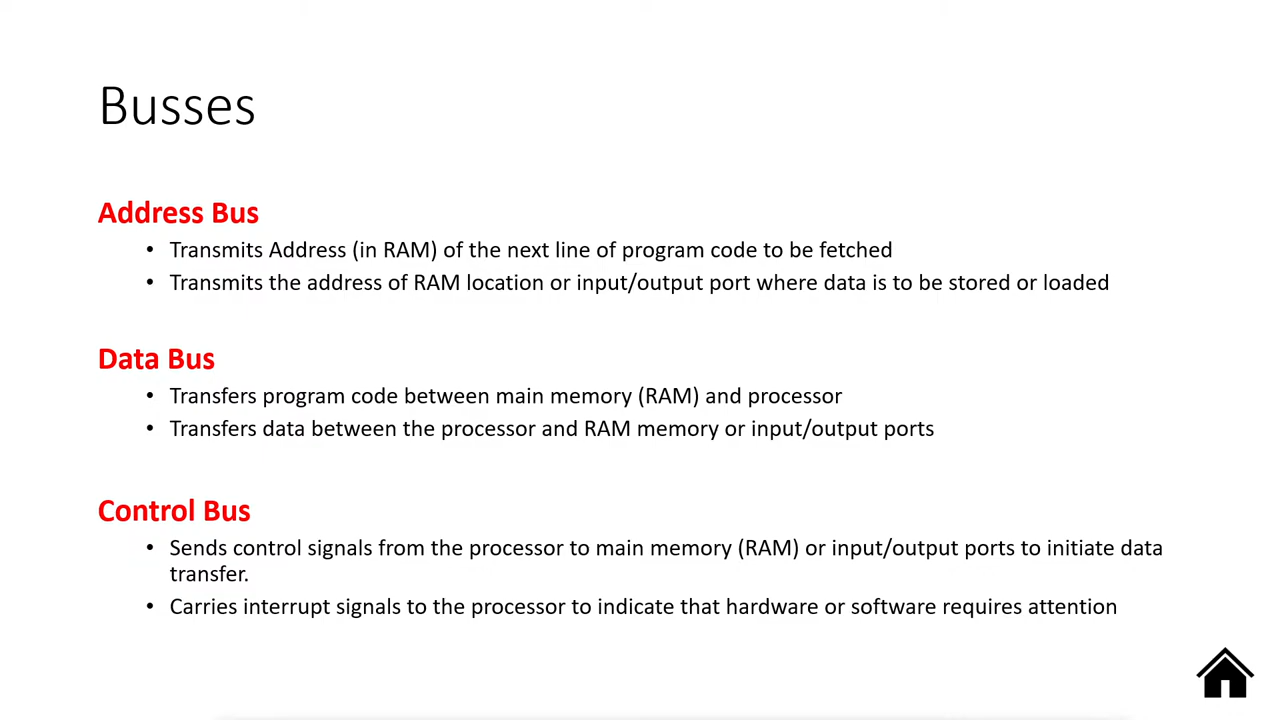 Busses
Address Bus
• Transmits Address (in RAM) of the next line of program code to be fetched
• Transmits the address of RAM location or input/output port where data is to be stored or loaded
Data Bus
• Transfers program code between main memory (RAM) and processor
• Transfers data between the processor and RAM memory or input/output ports
Control Bus
• Sends control signals from the processor to main memory (RAM) or input/output ports to initiate data
transfer.
• Carries interrupt signals to the processor to indicate that hardware or software requires attention